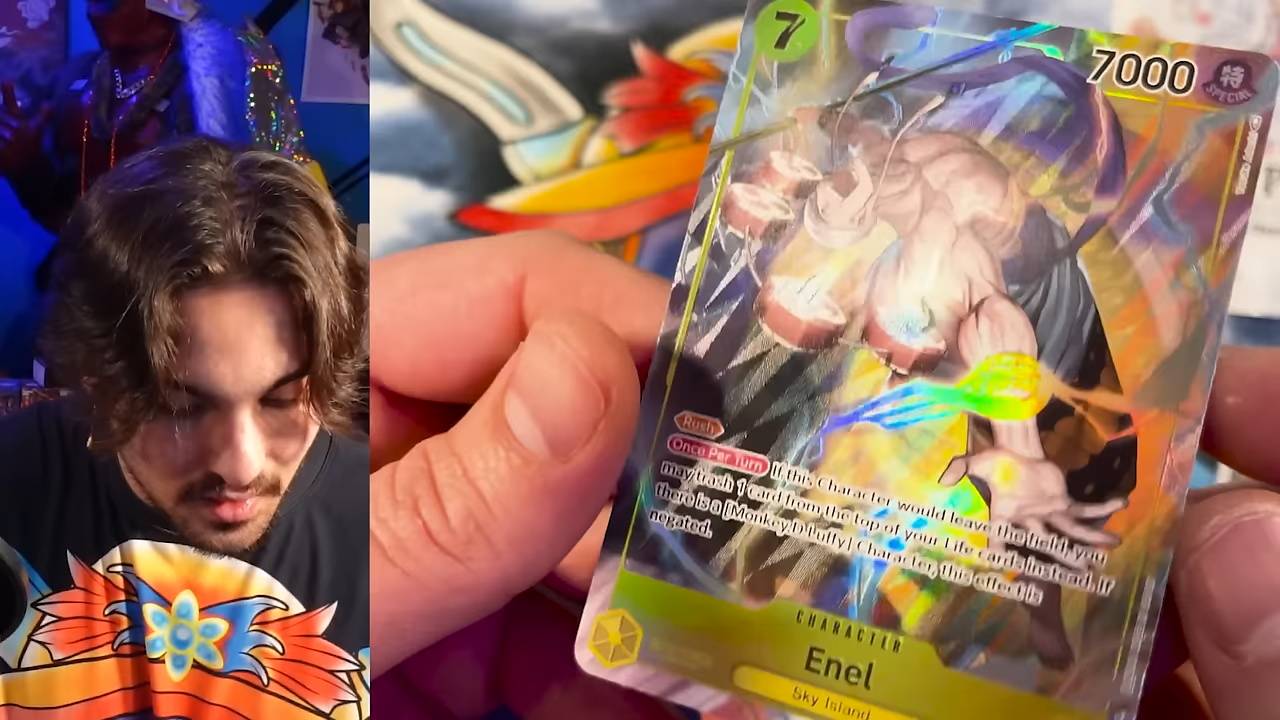 7
7000
特
SPECIAL
Rush
Once Per Turn If this Character would leave the field, you
may trash 1 card from the top of your Life cards instead. If
there is a [Monkey.D.Luffy] Character, this effect is
negated.
CHARACTER
Enel
Sky Island